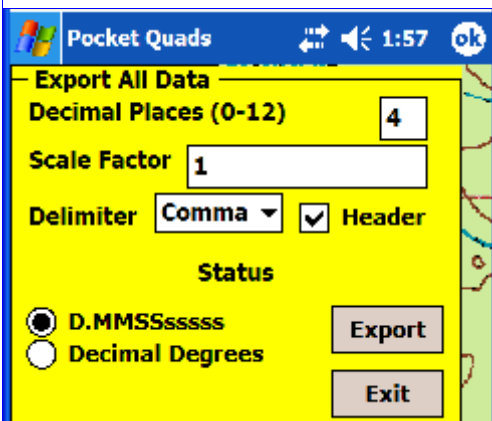 Pocket Quads 1:57 ok
Export All Data
Decimal Places (0-12) 4
Scale Factor 1
Delimiter Comma Header
Status
D.MMSSsssss Export
Decimal Degrees
Exit